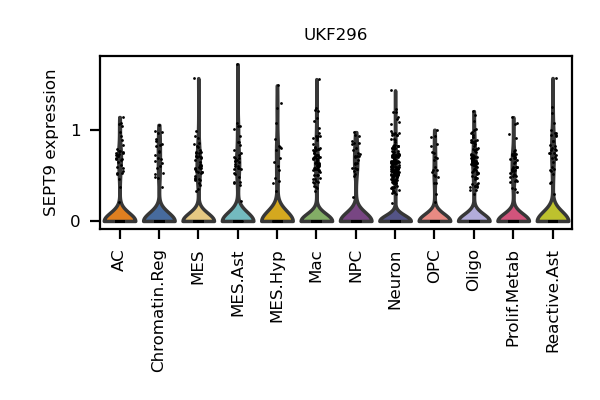 UKF296
SEPT9 expression
1
0
AC
Chromatin.Reg
MES
MES.Ast
MES.Hyp
Mac
NPC
Neuron
OPC
Oligo
Prolif.Metab
Reactive.Ast